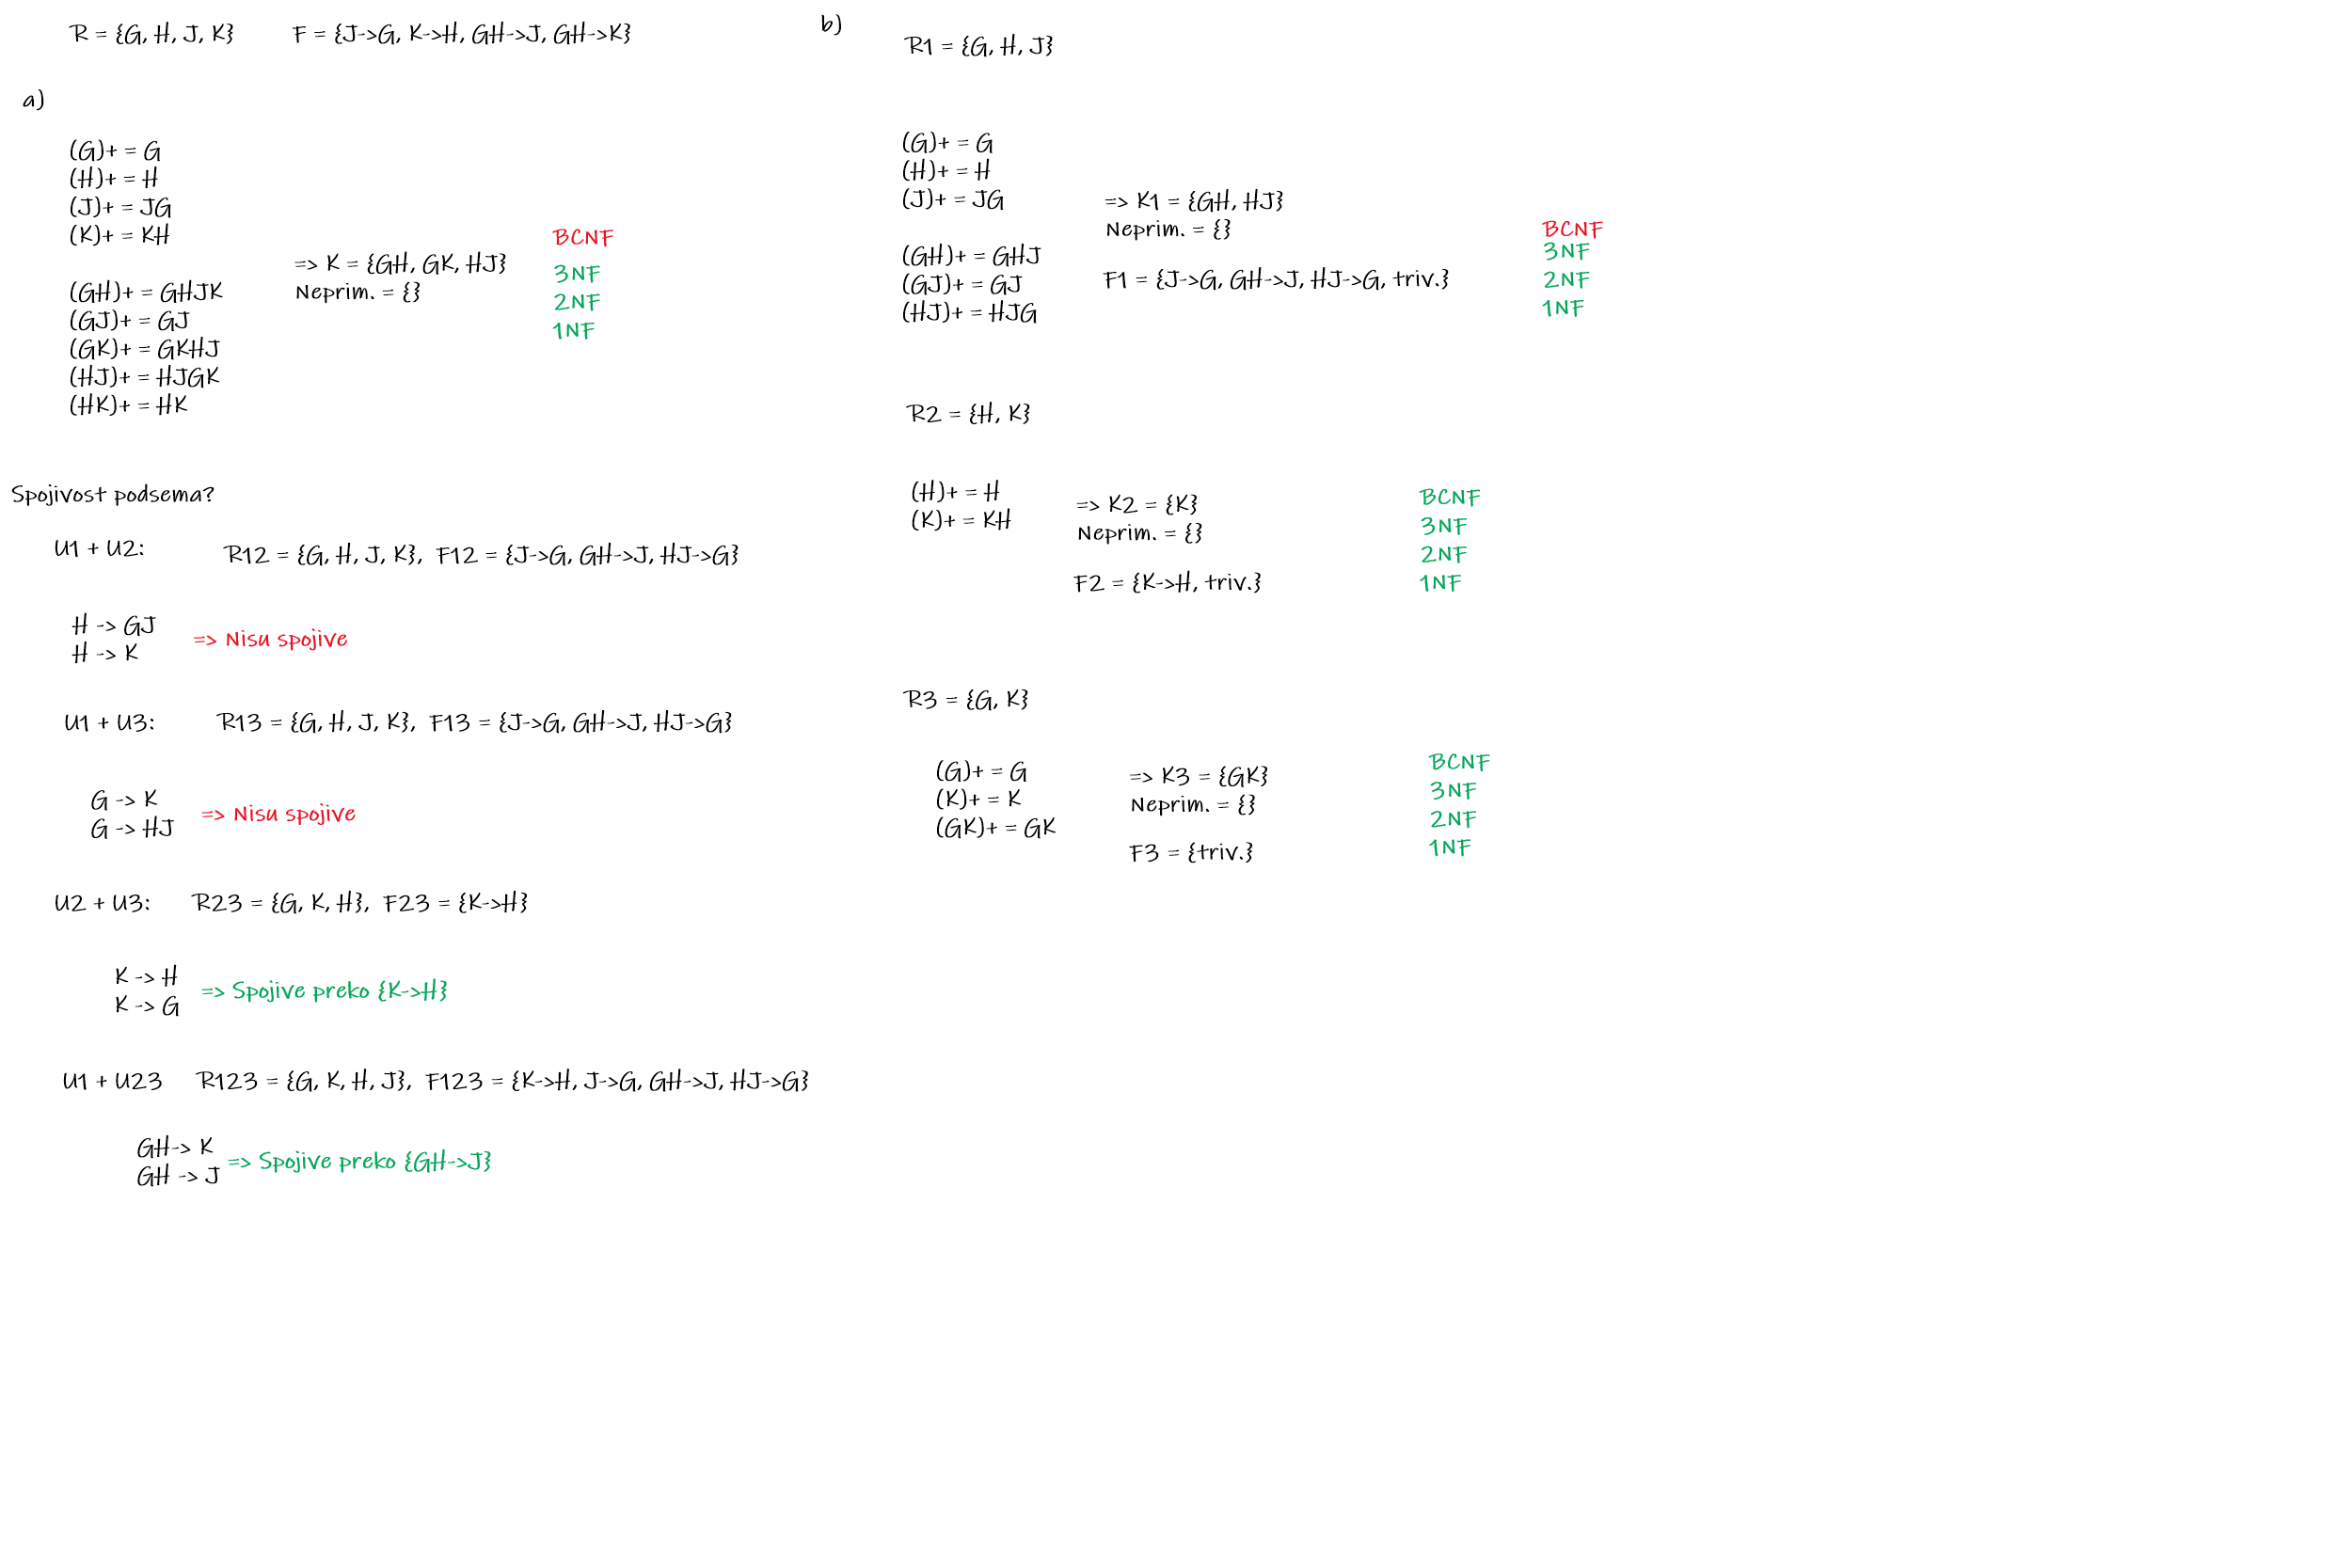 R = {G, H, J, K} F = {J->G, K->H, GH->J, GH->K}
a)
(G)+ = G
(H)+ = H
(J)+ = JG
(K)+ = KH
(GH)+ = GHJK
(GJ)+ = GJ
(GK)+ = GKHJ
(HJ)+ = HJGK
(HK)+ = HK
=> K = {GH, GK, HJ}
Neprim. = {}
BCNF
3NF
2NF
1NF
Spojivost podsema?
U1 + U2: R12 = {G, H, J, K}, F12 = {J->G, GH->J, HJ->G}
H -> GJ
H -> K
=> Nisu spojive
U1 + U3: R13 = {G, H, J, K}, F13 = {J->G, GH->J, HJ->G}
G -> K
G -> HJ
=> Nisu spojive
U2 + U3: R23 = {G, K, H}, F23 = {K->H}
K -> H
K -> G
=> Spojive preko {K->H}
U1 + U23 R123 = {G, K, H, J}, F123 = {K->H, J->G, GH->J, HJ->G}
GH-> K
GH -> J
=> Spojive preko {GH->J}
b)
R1 = {G, H, J}
(G)+ = G
(H)+ = H
(J)+ = JG
(GH)+ = GHJ
(GJ)+ = GJ
(HJ)+ = HJG
=> K1 = {GH, HJ}
Neprim. = {}
F1 = {J->G, GH->J, HJ->G, triv.}
BCNF
3NF
2NF
1NF
R2 = {H, K}
(H)+ = H
(K)+ = KH
=> K2 = {K}
Neprim. = {}
F2 = {K->H, triv.}
BCNF
3NF
2NF
1NF
R3 = {G, K}
(G)+ = G
(K)+ = K
(GK)+ = GK
=> K3 = {GK}
Neprim. = {}
F3 = {triv.}
BCNF
3NF
2NF
1NF